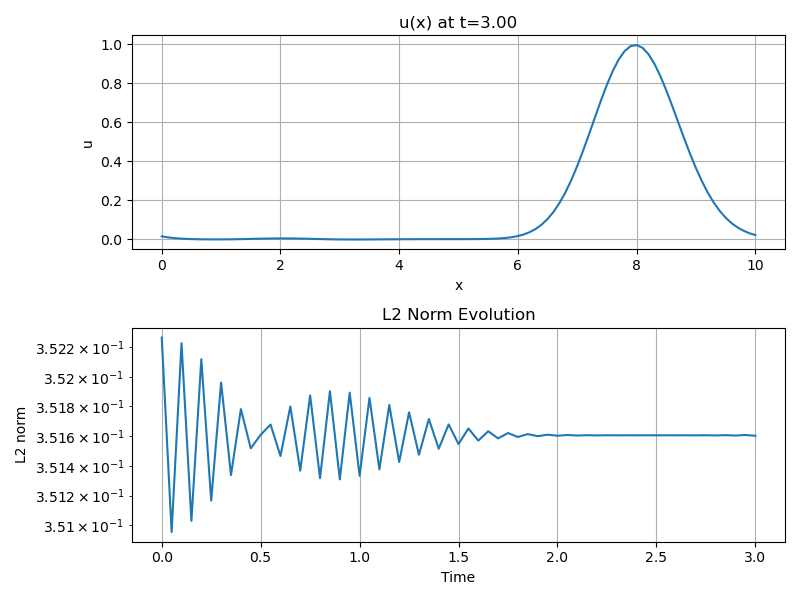 u(x) at t=3.00
u
1.0
0.8
0.6
0.4
0.2
0.0
0 2 4 6 8 10
x
L2 Norm Evolution
L2 norm
3.522 × 10⁻¹
3.52 × 10⁻¹
3.518 × 10⁻¹
3.516 × 10⁻¹
3.514 × 10⁻¹
3.512 × 10⁻¹
3.51 × 10⁻¹
0.0 0.5 1.0 1.5 2.0 2.5 3.0
Time